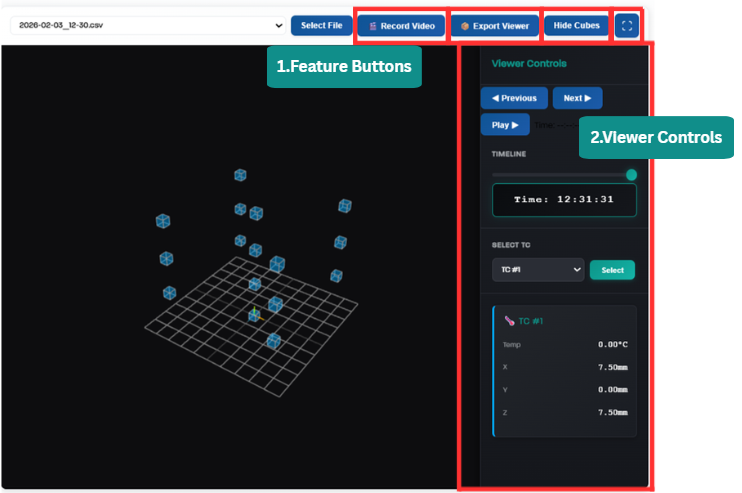 2026-02-03_12-30.csv
Select File
Record Video
Export Viewer
Hide Cubes
1.Feature Buttons
Viewer Controls
◀ Previous
Next ▶
Play ▶
Time: --:--
2.Viewer Controls
TIMELINE
Time: 12:31:31
SELECT TC
TC #1
Select
TC #1
Temp 0.00°C
X 7.50mm
Y 0.00mm
Z 7.50mm